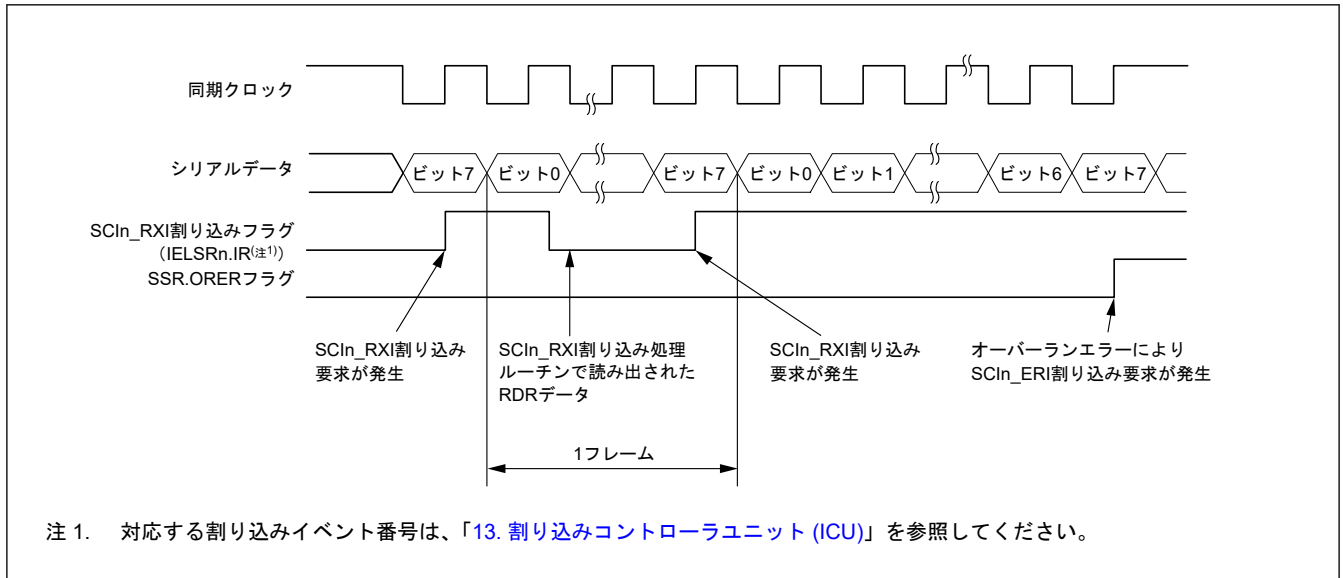 同期クロック
シリアルデータ
ビット7
ビット0
ビット7
ビット0
ビット1
ビット6
ビット7
SCIn_RXI割り込みフラグ
（IELSRn.IR(注1)）
SSR.ORERフラグ
SCIn_RXI割り込み
要求が発生
SCIn_RXI割り込み処理
ルーチンで読み出された
RDRデータ
SCIn_RXI割り込み
要求が発生
オーバーランエラーにより
SCIn_ERI割り込み要求が発生
1フレーム
注 1. 対応する割り込みイベント番号は、「13. 割り込みコントローラユニット (ICU)」を参照してください。